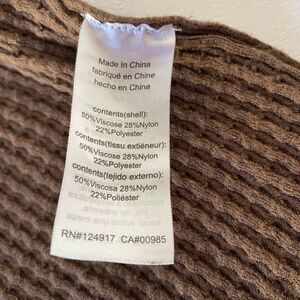 Made in China
fabriqué en Chine
hecho en China
contents(shell):
50%Viscose 28%Nylon
22%Polyester
contents(tissu extiéneur):
50%Viscose 28%Nylon
22%Polyester
contents(tejido externo):
50%Viscosa 28%Nylon
22%Poliéster
RN#124917 CA#00985